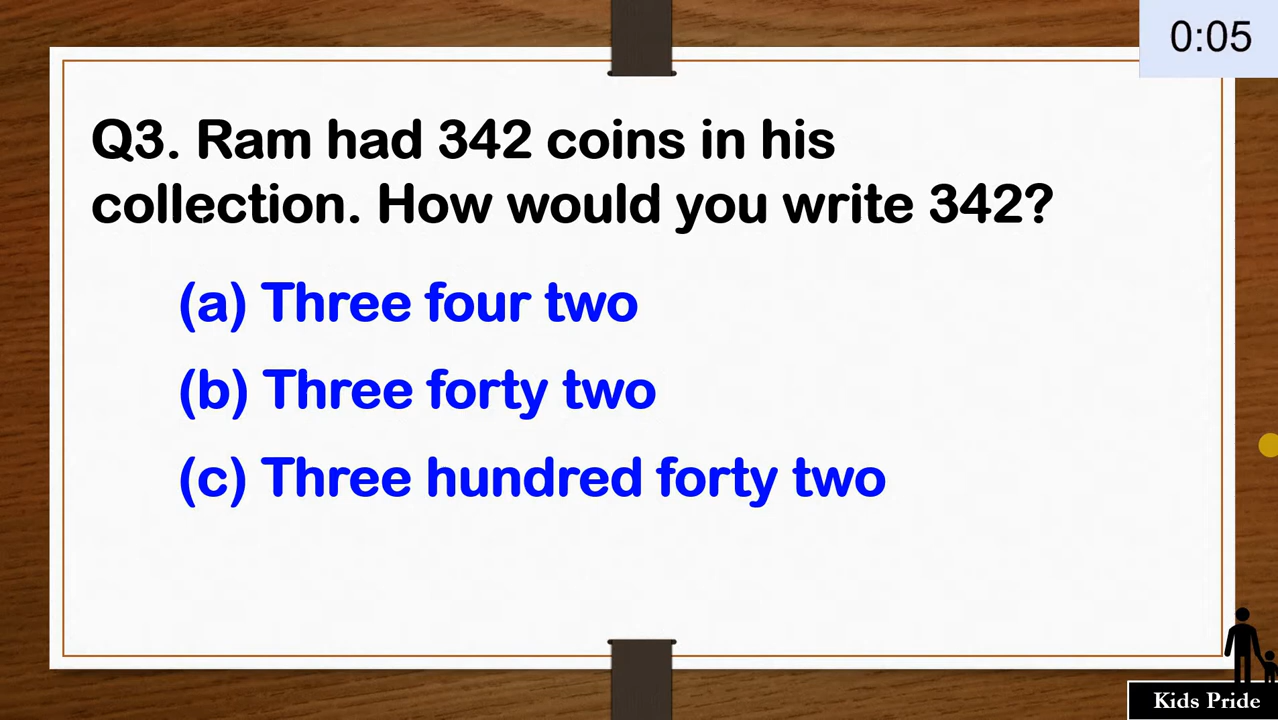 0:05
Q3. Ram had 342 coins in his
collection. How would you write 342?
(a) Three four two
(b) Three forty two
(c) Three hundred forty two
Kids Pride